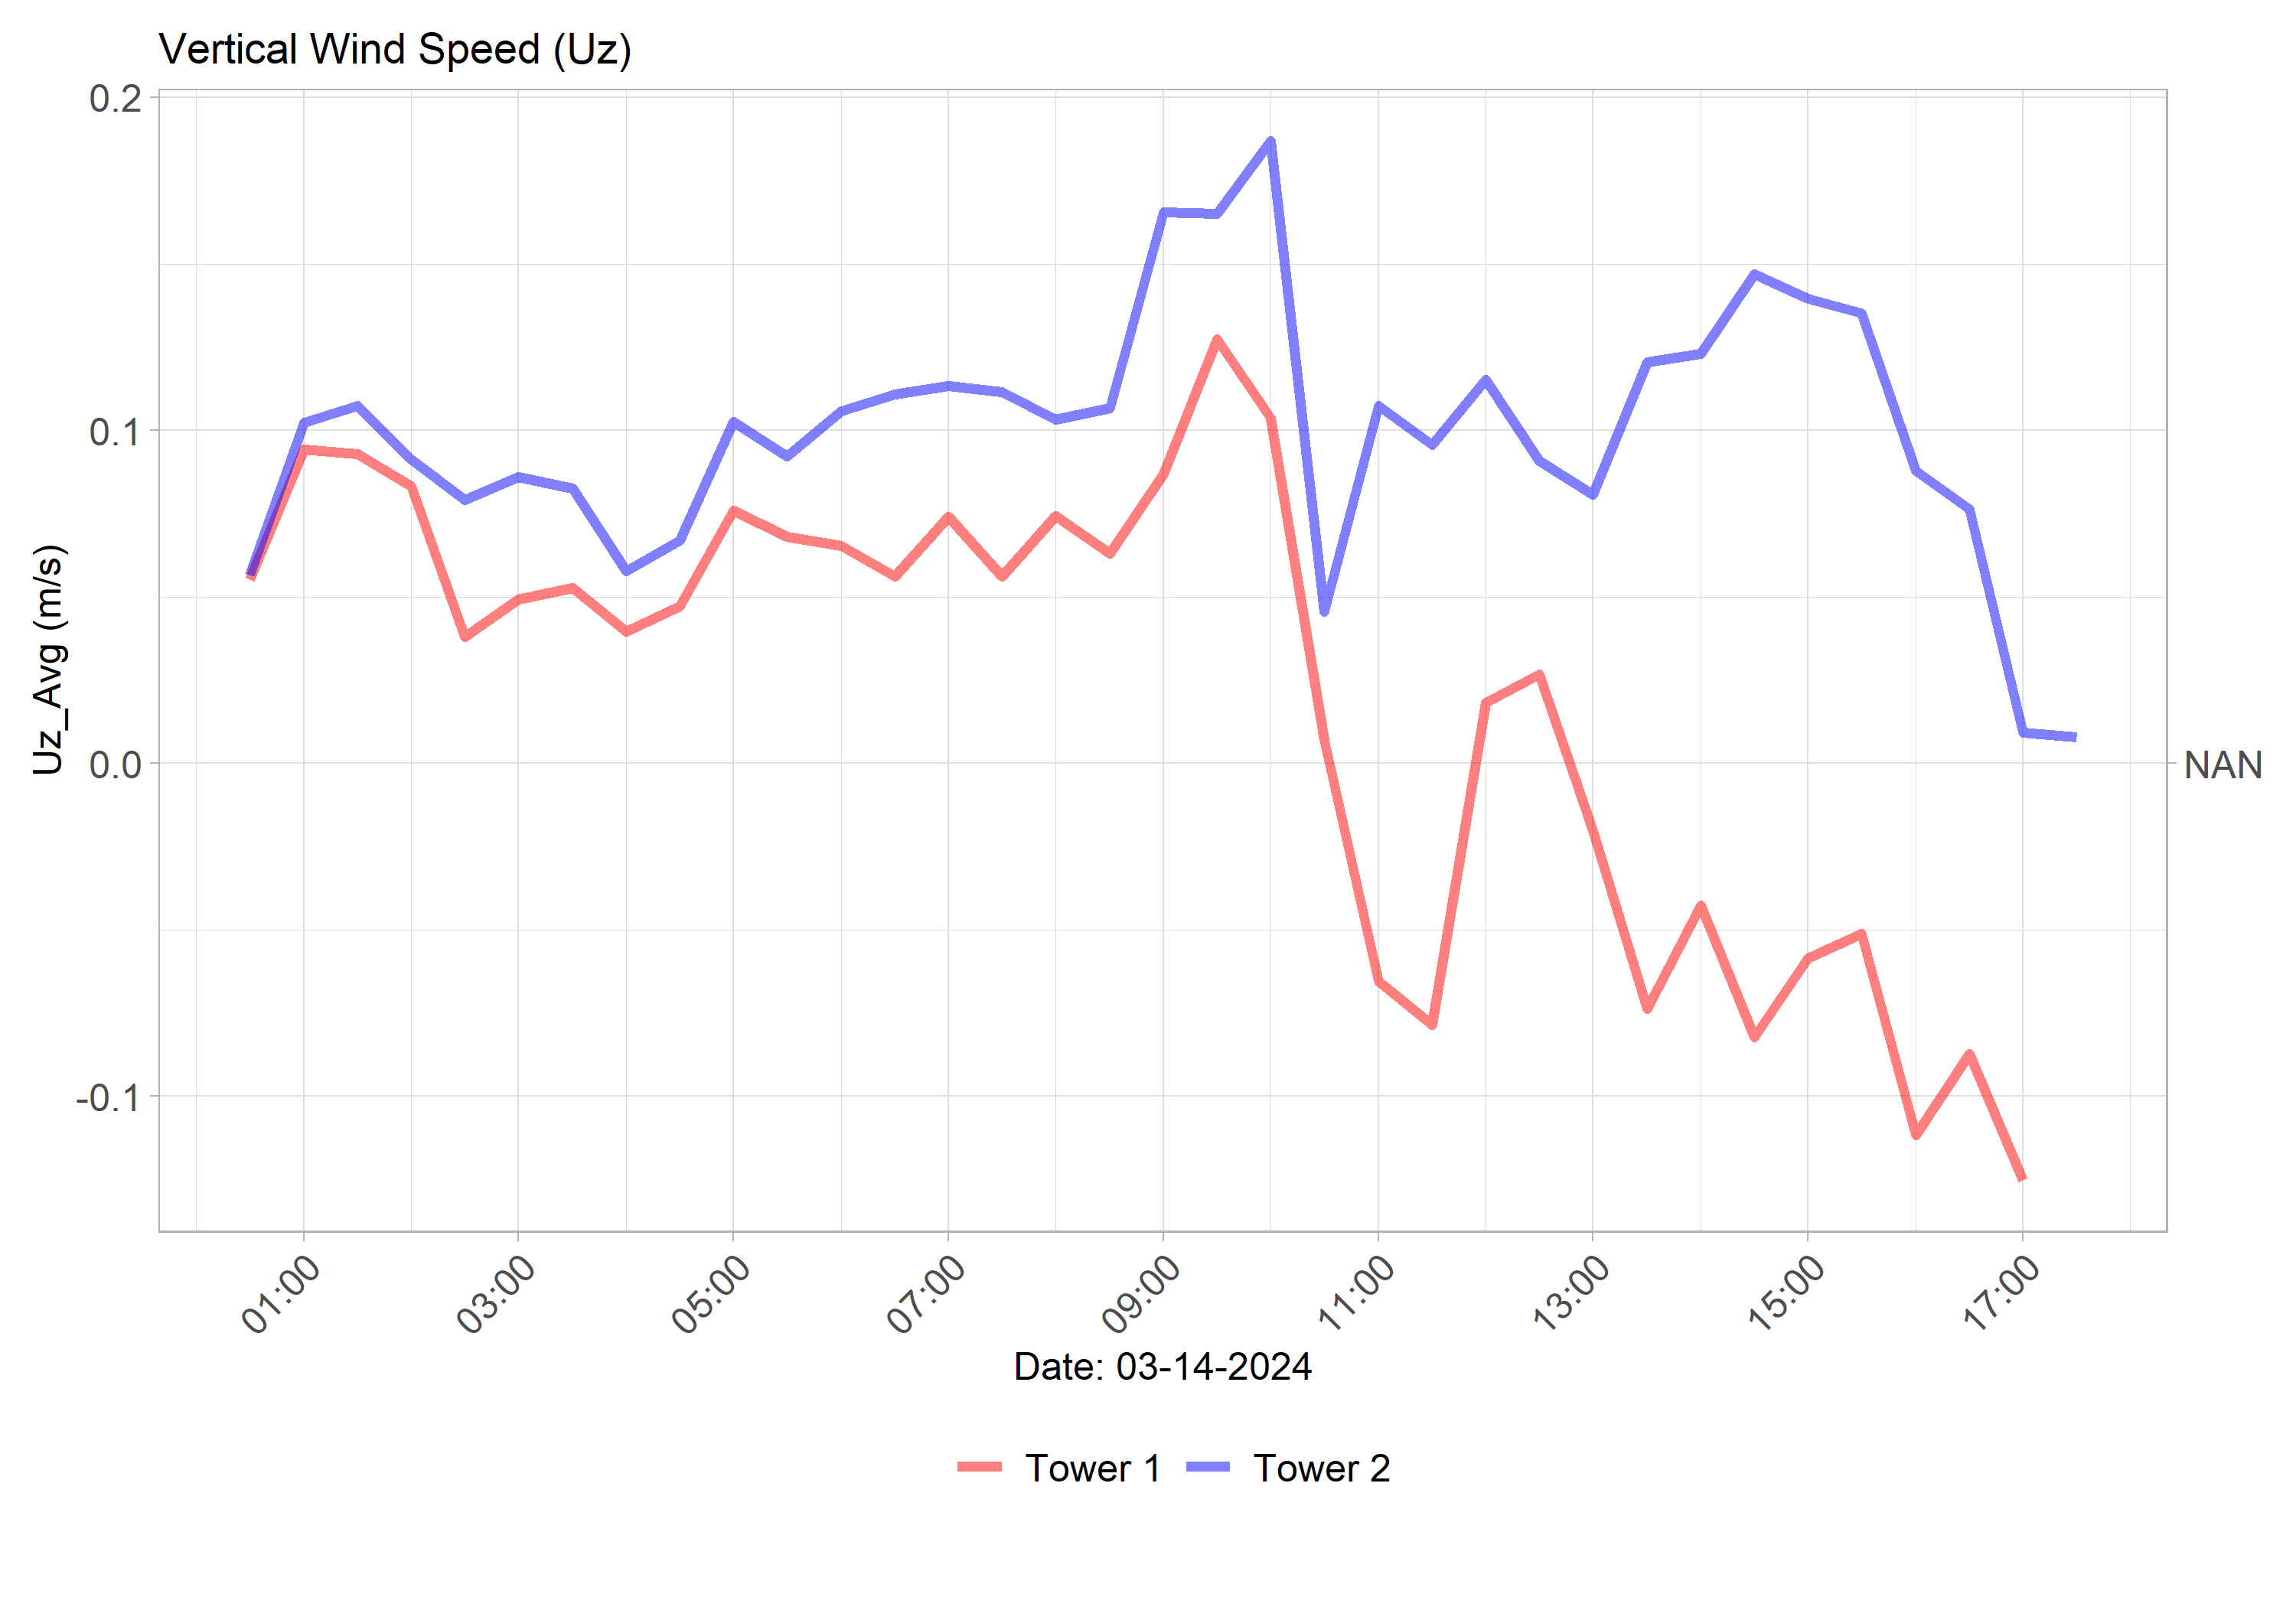 Vertical Wind Speed (Uz)
0.2
0.1
0.0
-0.1
Uz_Avg (m/s)
NAN
01:00
03:00
05:00
07:00
09:00
11:00
13:00
15:00
17:00
Date: 03-14-2024
Tower 1 Tower 2